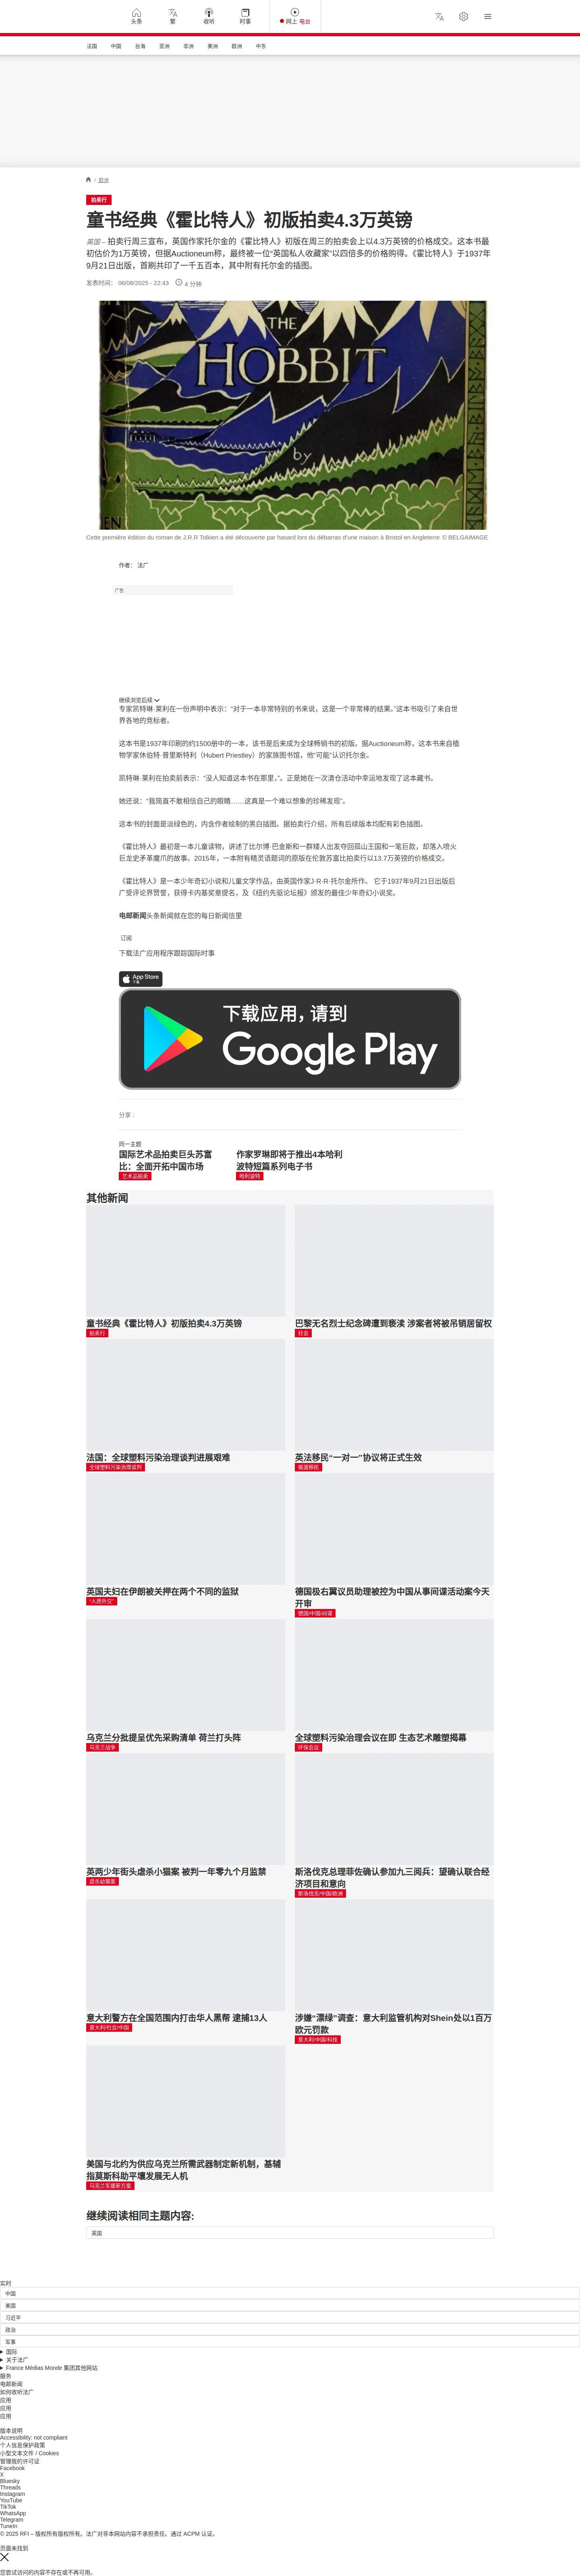 头条
繁
收听
时事
网上 电台
法国
中国
台海
亚洲
非洲
美洲
欧洲
中东
/ 欧洲
拍卖行
童书经典《霍比特人》初版拍卖4.3万英镑
英国 – 拍卖行周三宣布，英国作家托尔金的《霍比特人》初版在周三的拍卖会上以4.3万英镑的价格成交。这本书最
初估价为1万英镑，但据Auctioneum称，最终被一位“英国私人收藏家”以四倍多的价格购得。《霍比特人》于1937年
9月21日出版，首刷共印了一千五百本，其中附有托尔金的插图。
发表时间： 06/08/2025 - 22:43
4 分钟
THE
HOBBIT
by
Cette première édition du roman de J.R.R Tolkien a été découverte par hasard lors du débarras d'une maison à Bristol en Angleterre © BELGAIMAGE
作者： 法广
广告
继续浏览后续
专家凯特琳·莱利在一份声明中表示：“对于一本非常特别的书来说，这是一个非常棒的结果。”这本书吸引了来自世
界各地的竞标者。
这本书是1937年印刷的约1500册中的一本，该书是后来成为全球畅销书的初版。据Auctioneum称，这本书来自植
物学家休伯特·普里斯特利（Hubert Priestley）的家族图书馆，他“可能”认识托尔金。
凯特琳·莱利在拍卖前表示：“没人知道这本书在那里，”。正是她在一次清仓活动中幸运地发现了这本藏书。
她还说：“我简直不敢相信自己的眼睛……这真是一个难以想象的珍稀发现”。
这本书的封面是淡绿色的，内含作者绘制的黑白插图。据拍卖行介绍，所有后续版本均配有彩色插图。
《霍比特人》最初是一本儿童读物，讲述了比尔博·巴金斯和一群矮人出发夺回孤山王国和一笔巨款，却落入喷火
巨龙史矛革魔爪的故事。2015年，一本附有精灵语题词的原版在伦敦苏富比拍卖行以13.7万英镑的价格成交。
《霍比特人》是一本少年奇幻小说和儿童文学作品，由英国作家J·R·R·托尔金所作。 它于1937年9月21日出版后
广受评论界赞誉，获得卡内基奖章提名，及《纽约先驱论坛报》颁发的最佳少年奇幻小说奖。
电邮新闻头条新闻就在您的每日新闻信里
订阅
下载法广应用程序跟踪国际时事
App Store
下载
下载应用，请到
Google Play
分享 :
同一主题
国际艺术品拍卖巨头苏富
比：全面开拓中国市场
艺术品拍卖
作家罗琳即将于推出4本哈利
波特短篇系列电子书
哈利波特
其他新闻
童书经典《霍比特人》初版拍卖4.3万英镑
拍卖行
巴黎无名烈士纪念碑遭到亵渎 涉案者将被吊销居留权
社会
法国：全球塑料污染治理谈判进展艰难
全球塑料污染治理谈判
英法移民“一对一”协议将正式生效
偷渡移民
英国夫妇在伊朗被关押在两个不同的监狱
“人质外交”
德国极右翼议员助理被控为中国从事间谍活动案今天
开审
德国/中国/间谍
乌克兰分批提呈优先采购清单 荷兰打头阵
乌克兰战争
全球塑料污染治理会议在即 生态艺术雕塑揭幕
环保会议
英两少年街头虐杀小猫案 被判一年零九个月监禁
虐杀幼猫案
斯洛伐克总理菲佐确认参加九三阅兵：望确认联合经
济项目和意向
斯洛伐克/中国/欧洲
意大利警方在全国范围内打击华人黑帮 逮捕13人
意大利/社会/中国
涉嫌“漂绿”调查：意大利监管机构对Shein处以1百万
欧元罚款
意大利/中国/科技
美国与北约为供应乌克兰所需武器制定新机制，基辅
指莫斯科助平壤发展无人机
乌克兰军援新方案
继续阅读相同主题内容:
英国
实时
中国
美国
习近平
政治
军事
国际
关于法广
France Médias Monde 集团其他网站
服务
电邮新闻
如何收听法广
应用
应用
应用
版本说明
Accessibility: not compliant
个人信息保护政策
小型文本文件 / Cookies
管理我的许可证
Facebook
X
Bluesky
Threads
Instagram
YouTube
TikTok
WhatsApp
Telegram
TuneIn
© 2025 RFI – 版权所有版权所有。法广对非本网站内容不承担责任。通过 ACPM 认证。
页面未找到
您尝试访问的内容不存在或不再可用。